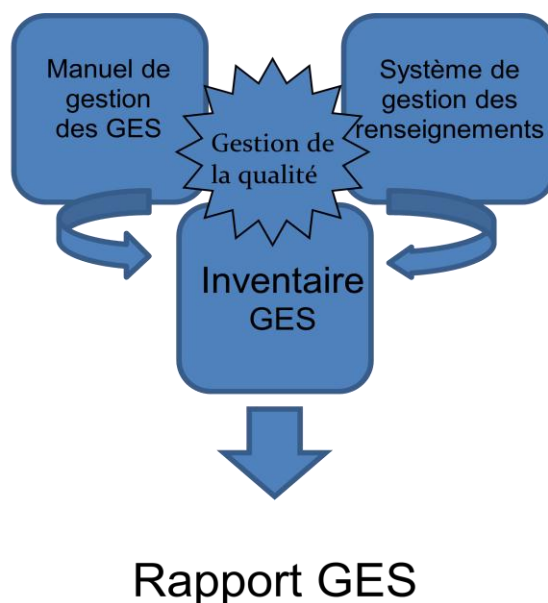 Manuel de
gestion
des GES
Système de
gestion des
renseignements
Gestion de
la qualité
Inventaire
GES
Rapport GES